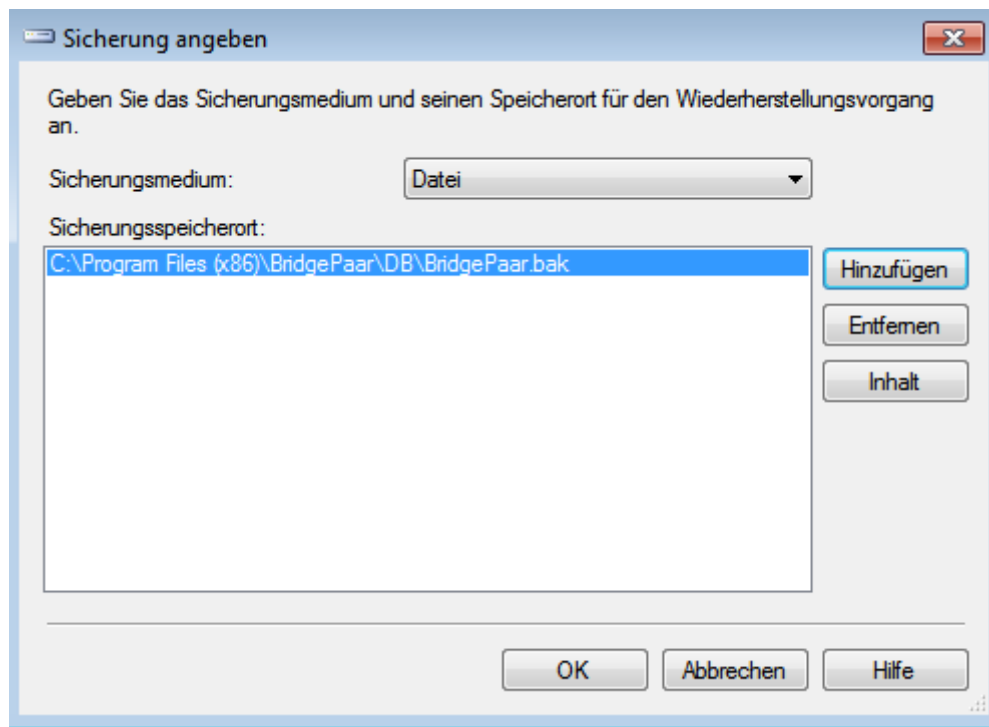 Sicherung angeben
Geben Sie das Sicherungsmedium und seinen Speicherort für den Wiederherstellungsvorgang
an.
Sicherungsmedium:
Datei
Sicherungsspeicherort:
C:\Program Files (x86)\BridgePaar\DB\BridgePaar.bak
Hinzufügen
Entfernen
Inhalt
OK
Abbrechen
Hilfe